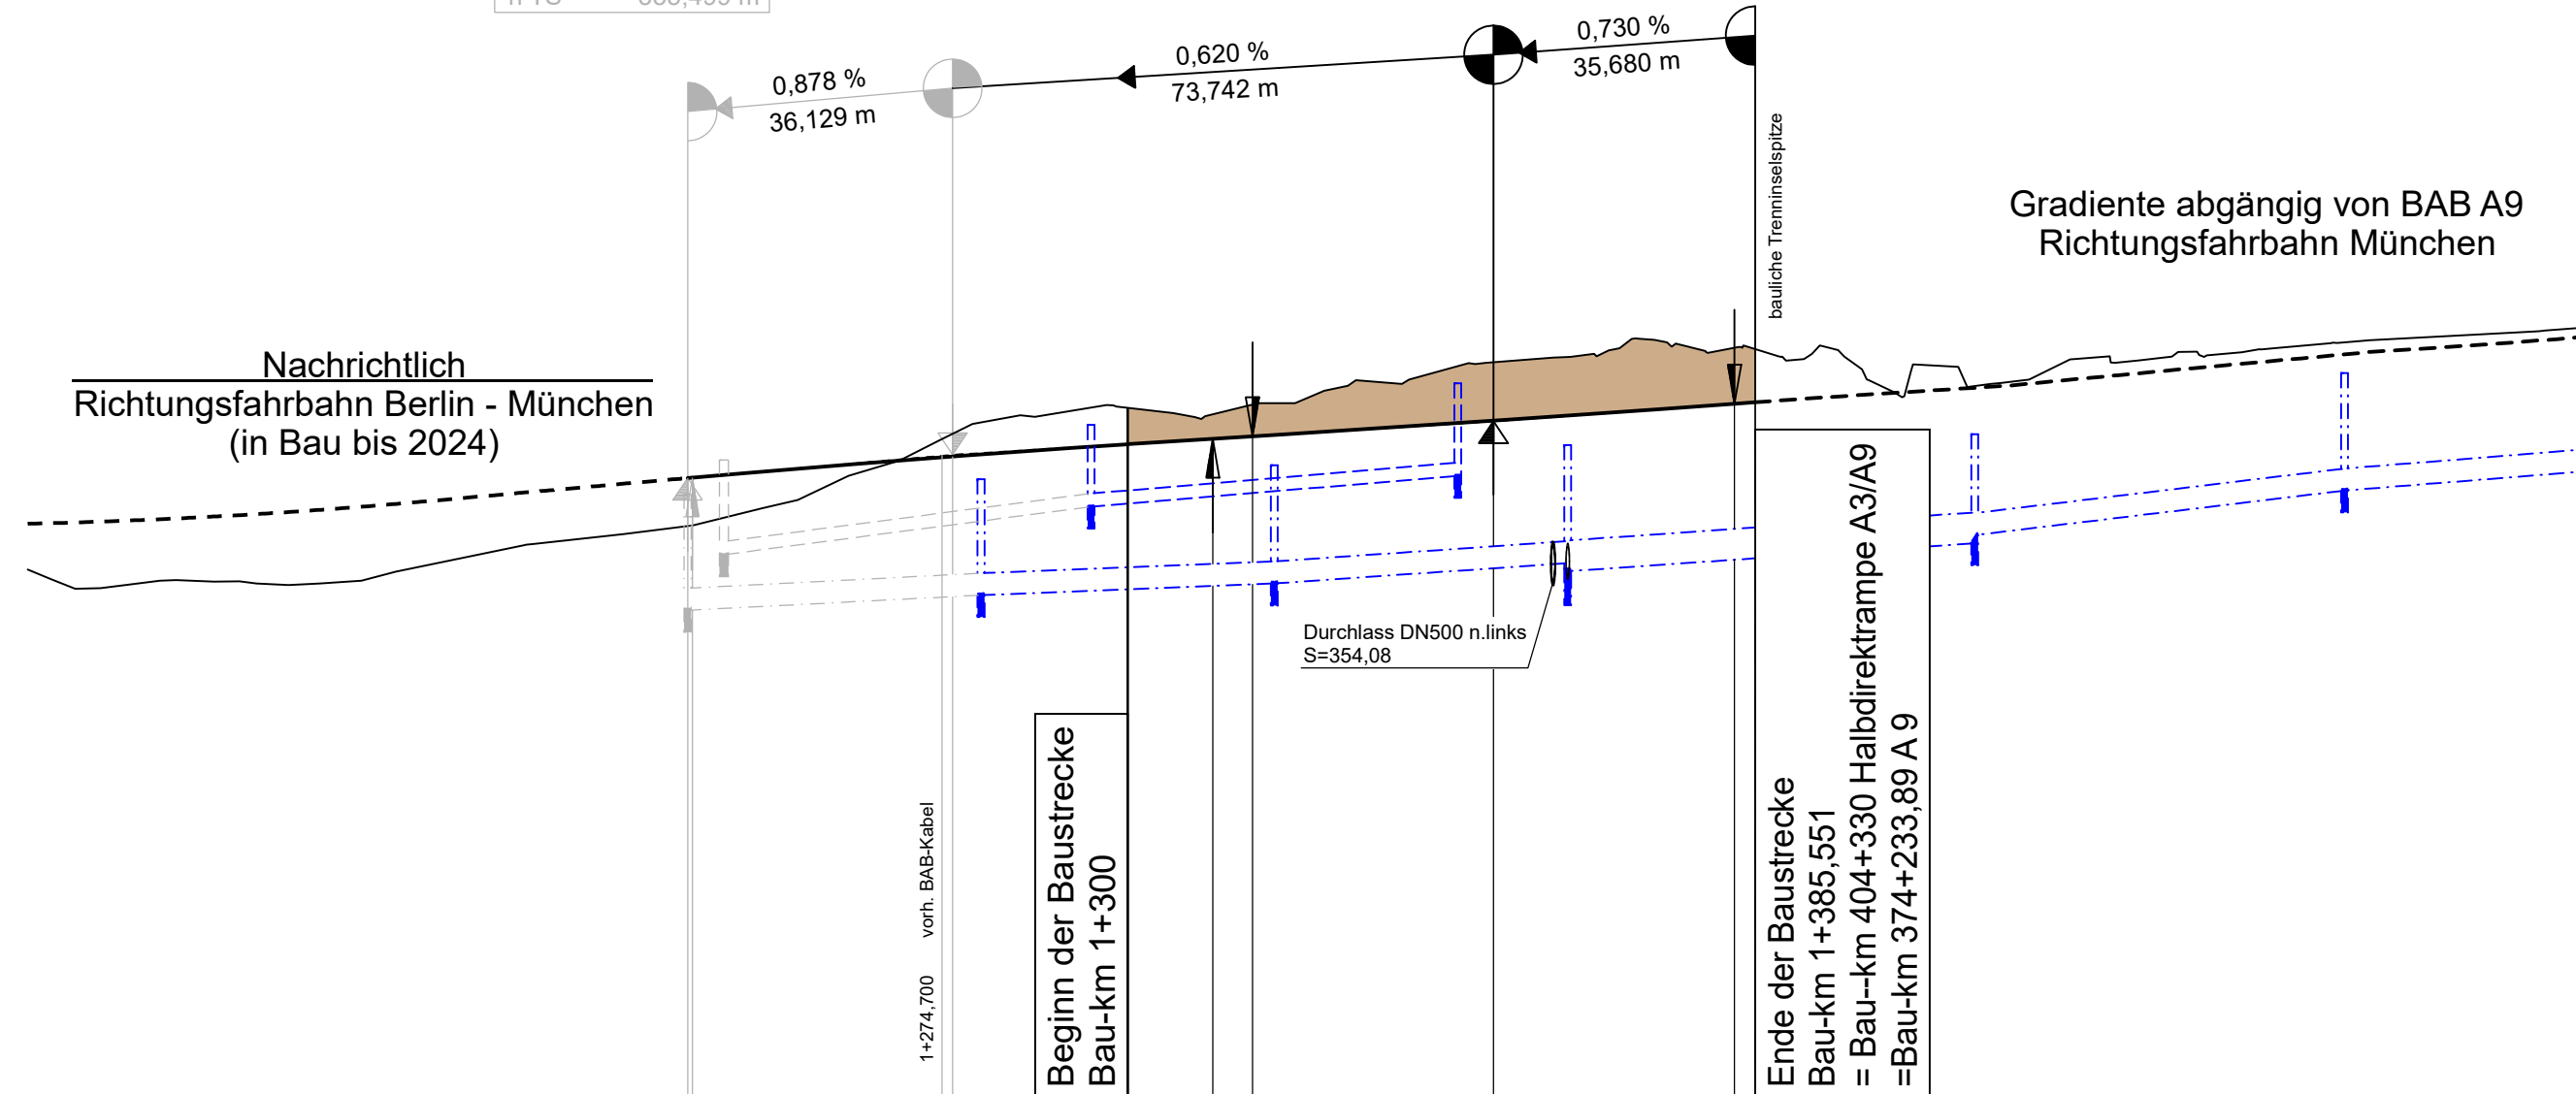 0,878 %
36,129 m
0,620 %
73,742 m
0,730 %
35,680 m
bauliche Trenninselspitze
Gradiente abgängig von BAB A9
Richtungsfahrbahn München
Nachrichtlich
Richtungsfahrbahn Berlin - München
(in Bau bis 2024)
Durchlass DN500 n.links
S=354,08
1+274,700 vorh. BAB-Kabel
Beginn der Baustrecke
Bau-km 1+300
Ende der Baustrecke
Bau-km 1+385,551
= Bau--km 404+330 Halbdirektrampe A3/A9
=Bau-km 374+233,89 A 9